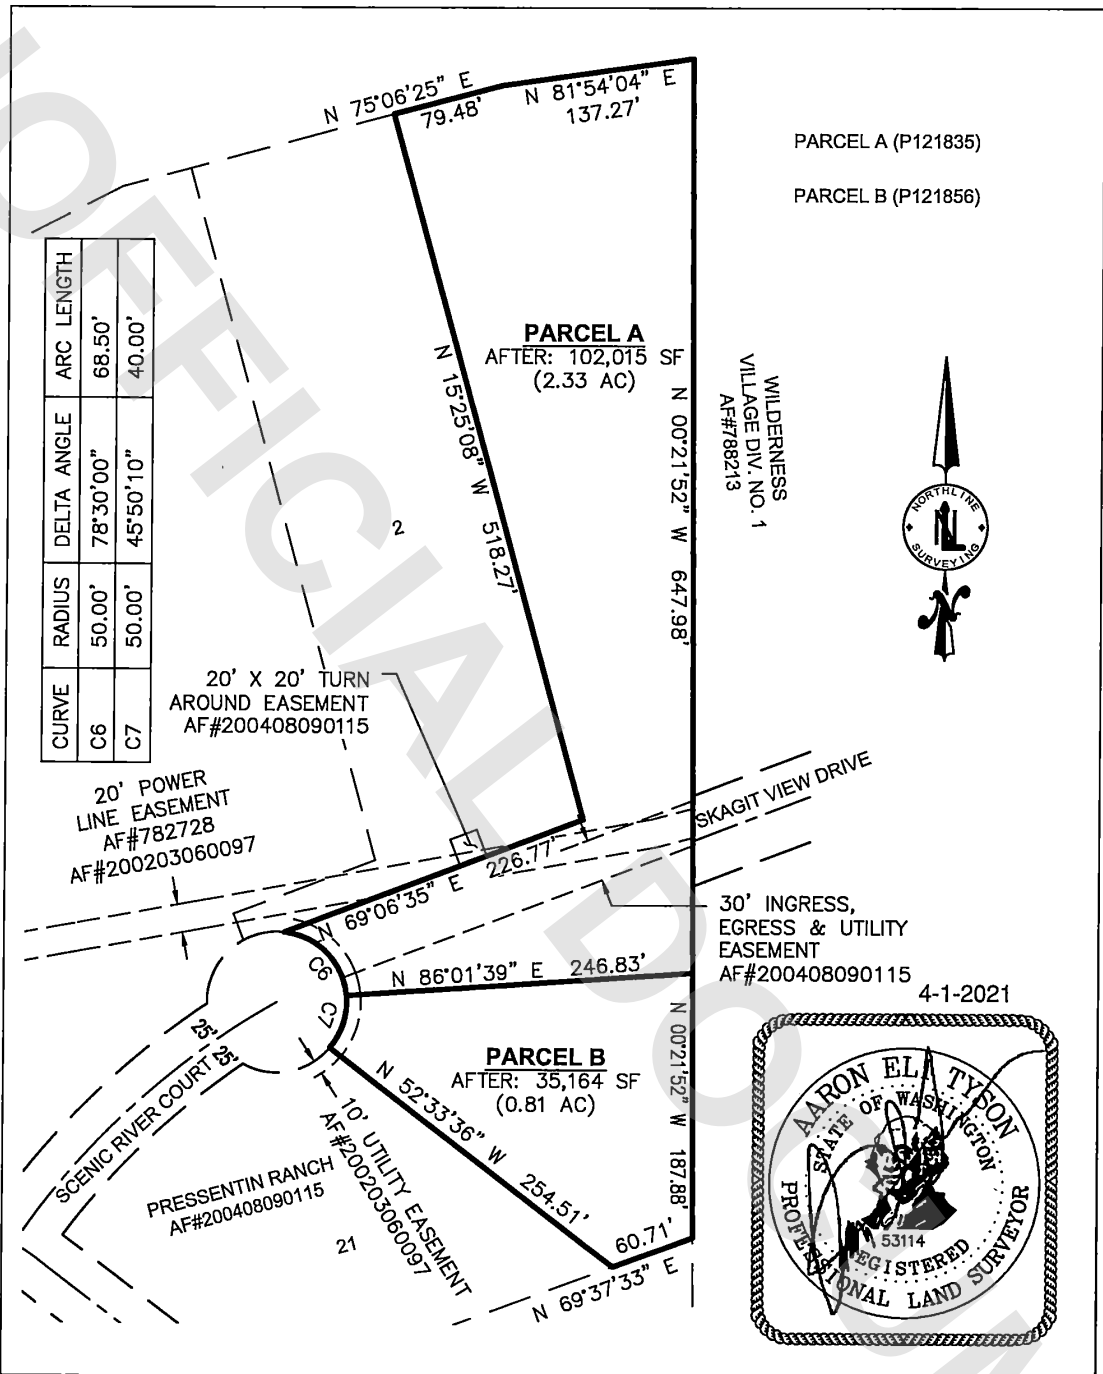 N 75°06'25" E
79.48'
N 81°54'04" E
137.27'
PARCEL A (P121835)
PARCEL B (P121856)
CURVE RADIUS DELTA ANGLE ARC LENGTH
C6 50.00' 78°30'00" 68.50'
C7 50.00' 45°50'10" 40.00'
PARCEL A
AFTER: 102,015 SF
(2.33 AC)
N 15°25'08" W 518.27'
N 00°21'52" W 647.98'
WILDERNESS
VILLAGE DIV. NO. 1
AF#788213
NORTHLINE
NL
SURVEYING
N
2
20' X 20' TURN
AROUND EASEMENT
AF#200408090115
20' POWER
LINE EASEMENT
AF#782728
AF#200203060097
SKAGIT VIEW DRIVE
N 69°06'35" E 226.77'
30' INGRESS,
EGRESS & UTILITY
EASEMENT
AF#200408090115
C6
N 86°01'39" E 246.83'
C7
4-1-2021
PARCEL B
AFTER: 35,164 SF
(0.81 AC)
N 00°21'52" W 187.88'
N 52°33'36" W 254.51'
25'
25'
SCENIC RIVER COURT
10' UTILITY EASEMENT
AF#200203060097
PRESSENTIN RANCH
AF#200408090115
21
60.71'
N 69°37'33" E
AARON ELI TYSON
STATE OF WASHINGTON
53114
REGISTERED
PROFESSIONAL LAND SURVEYOR
UNOFFICIAL DOCUMENT